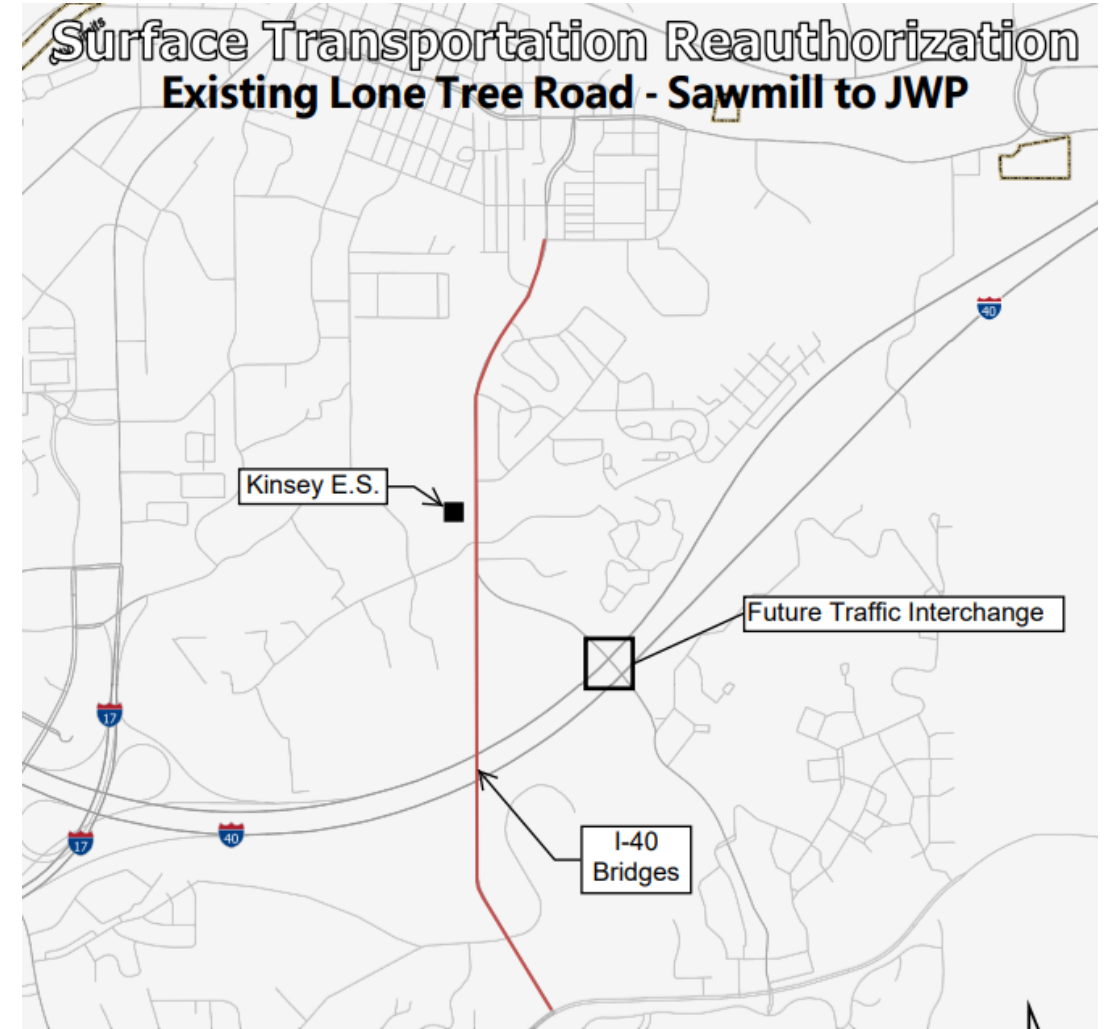 Surface Transportation Reauthorization
Existing Lone Tree Road - Sawmill to JWP
40
Kinsey E.S.
Future Traffic Interchange
17
40
17
I-40
Bridges